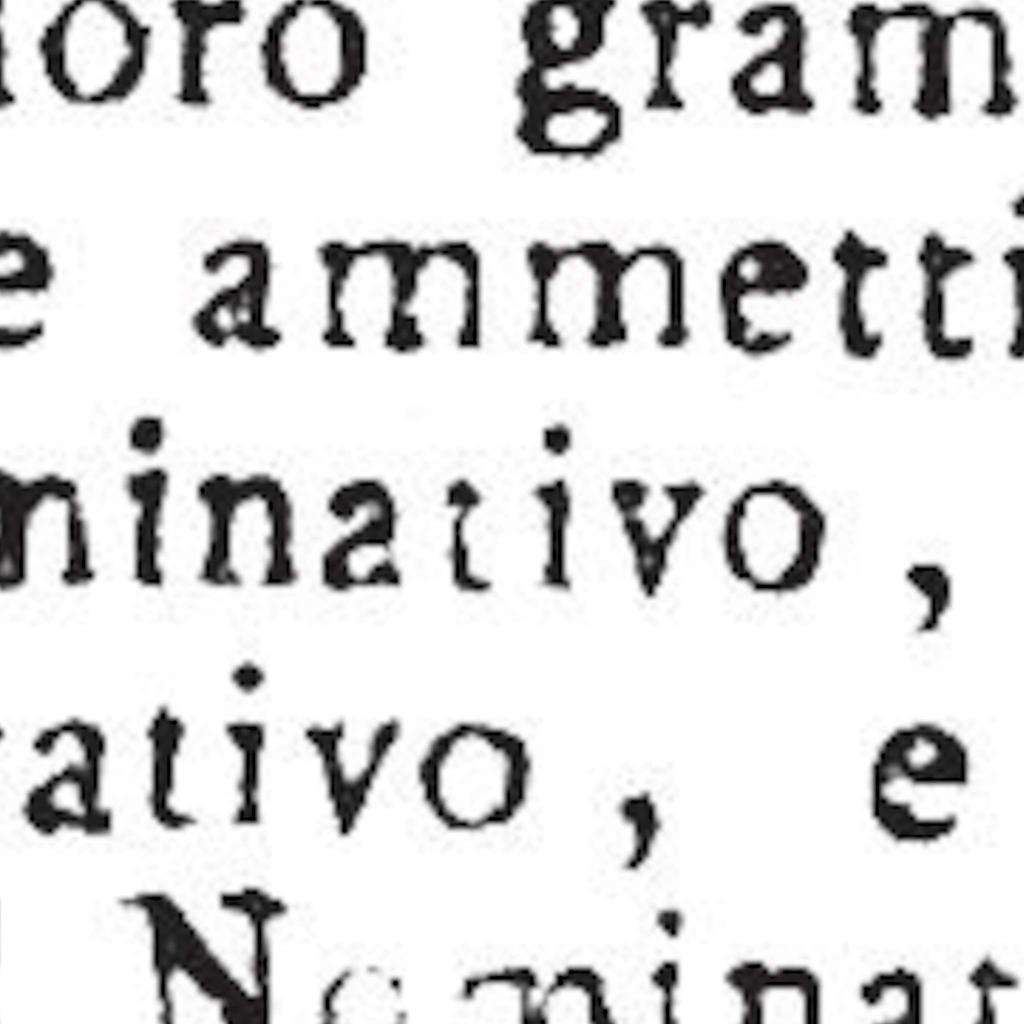 loro gram
e ammetti
minativo,
ativo, e
Nominat